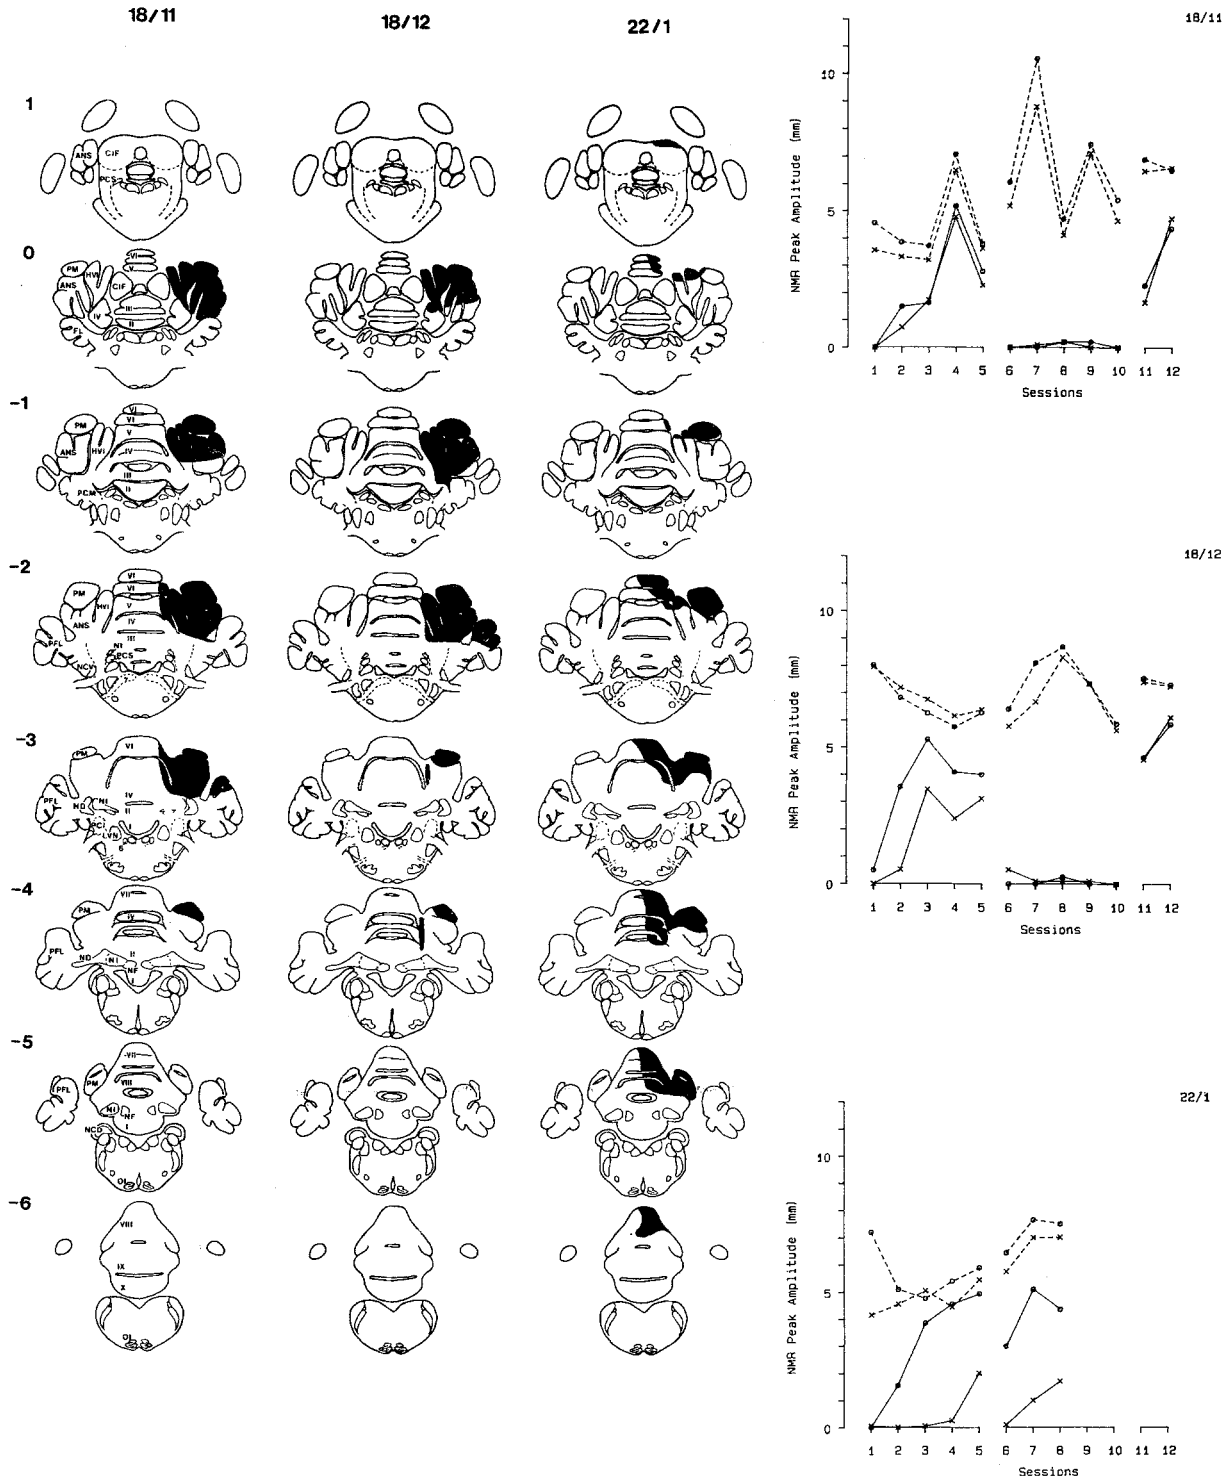 18/11
18/12
22/1
1
ANS
CIF
PCS
0
VI
V
PM
HVI
ANS
CIF
III
IV
II
FL
-1
VI
VI
PM
V
ANS
HVI
IV
III
II
PCM
-2
VI
VI
PM
HVI
V
ANS
IV
III
PFL
NI
PCS
NCV
-3
VI
PM
PFL
IV
NI
ND
II
LVN
-4
VII
PM
IV
PFL
II
ND
NI
NF
-5
VII
PFL
PM
VIII
NI
NF
I
NCD
OI
-6
VIII
IX
X
OI
18/11
NMR Peak Amplitude (mm)
10
5
0
1 2 3 4 5 6 7 8 9 10 11 12
Sessions
18/12
NMR Peak Amplitude (mm)
10
5
0
1 2 3 4 5 6 7 8 9 10 11 12
Sessions
22/1
NMR Peak Amplitude (mm)
10
5
0
1 2 3 4 5 6 7 8 9 10 11 12
Sessions